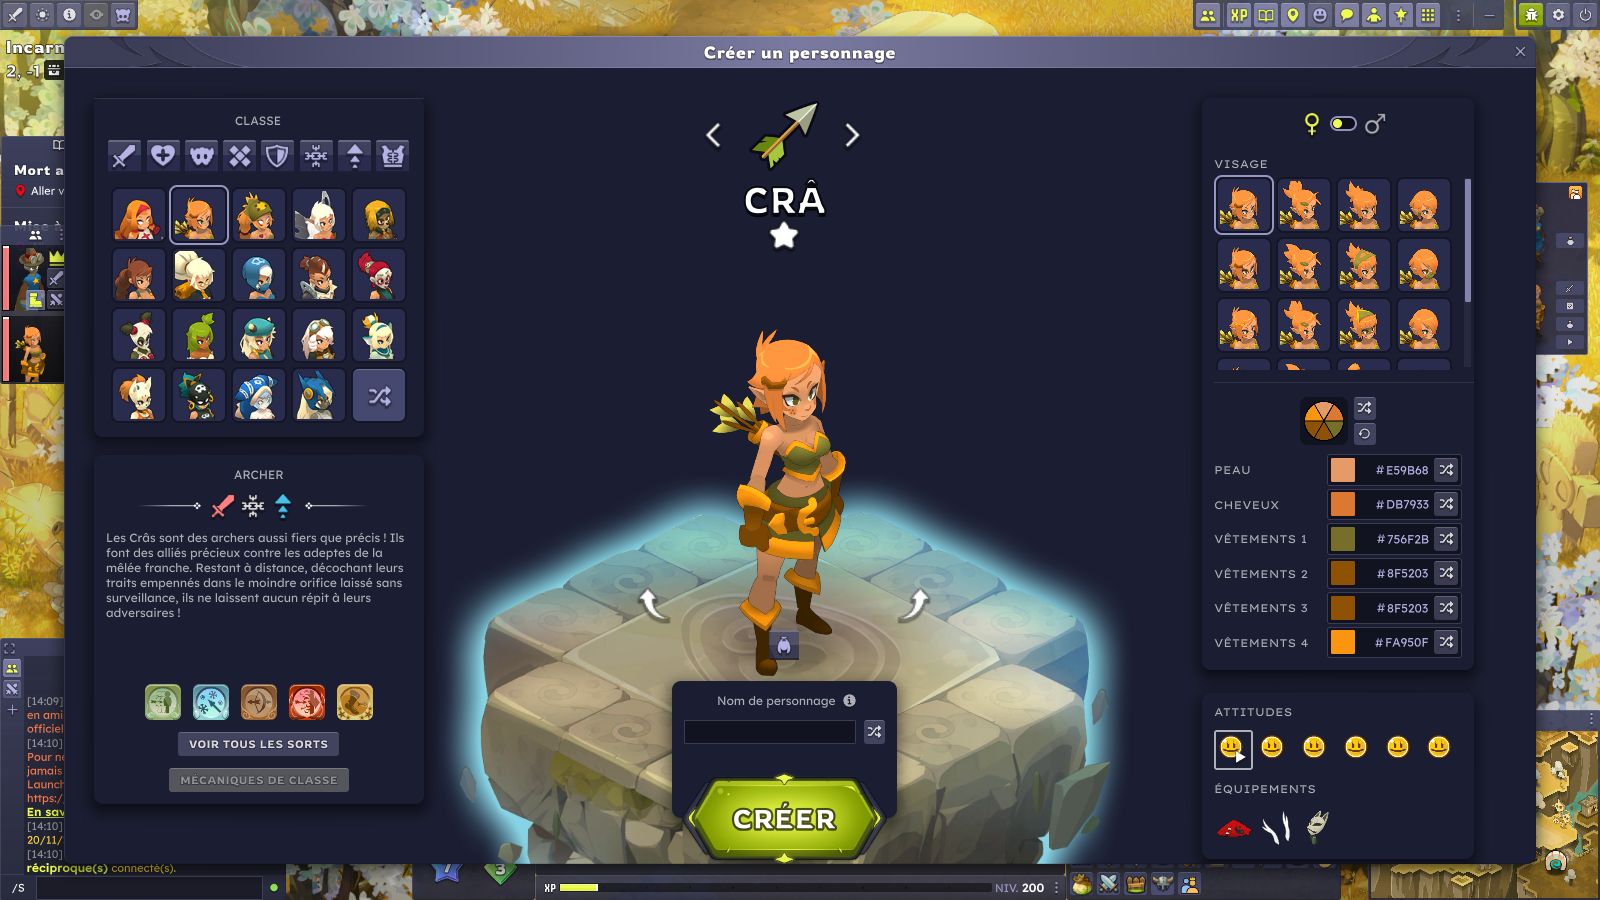 Créer un personnage
XP
Incarn
2, -1
Mort a
Aller v
CLASSE
CRÂ
VISAGE
ARCHER
Les Crâs sont des archers aussi fiers que précis ! Ils
font des alliés précieux contre les adeptes de la
mêlée franche. Restant à distance, décochant leurs
traits empennés dans le moindre orifice laissé sans
surveillance, ils ne laissent aucun répit à leurs
adversaires !
VOIR TOUS LES SORTS
MÉCANIQUES DE CLASSE
PEAU #E59B68
CHEVEUX #DB7933
VÊTEMENTS 1 #756F2B
VÊTEMENTS 2 #8F5203
VÊTEMENTS 3 #8F5203
VÊTEMENTS 4 #FA950F
Nom de personnage
CRÉER
ATTITUDES
ÉQUIPEMENTS
[14:09]
en ami
officiel
[14:10]
Pour ne
jamais
Launch
https:/
En sav
[14:10]
20/11/
[14:10]
réciproque(s) connecté(s).
/S
3
XP
NIV. 200